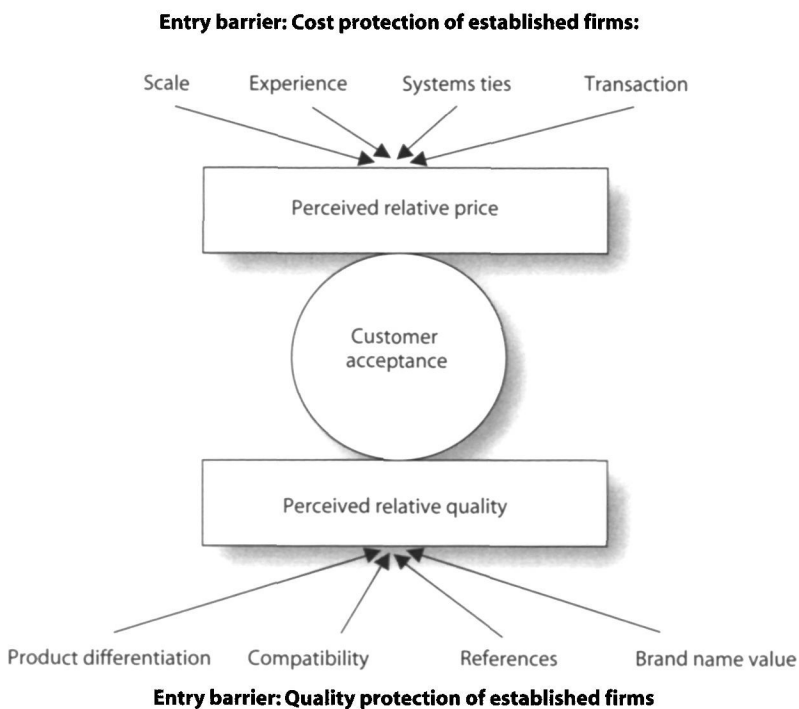 Entry barrier: Cost protection of established firms:
Scale Experience Systems ties Transaction
Perceived relative price
Customer
acceptance
Perceived relative quality
Product differentiation Compatibility References Brand name value
Entry barrier: Quality protection of established firms